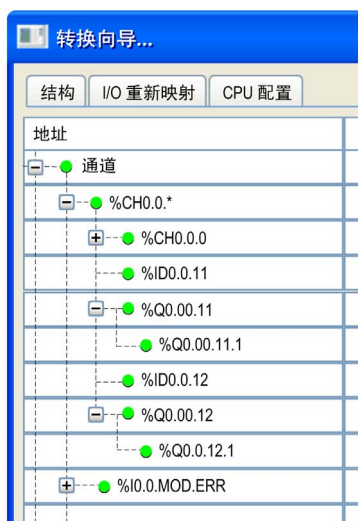 转换向导...
结构 I/O 重新映射 CPU 配置
地址
通道
%CH0.0.*
%CH0.0.0
%ID0.0.11
%Q0.00.11
%Q0.00.11.1
%ID0.0.12
%Q0.00.12
%Q0.0.12.1
%I0.0.MOD.ERR